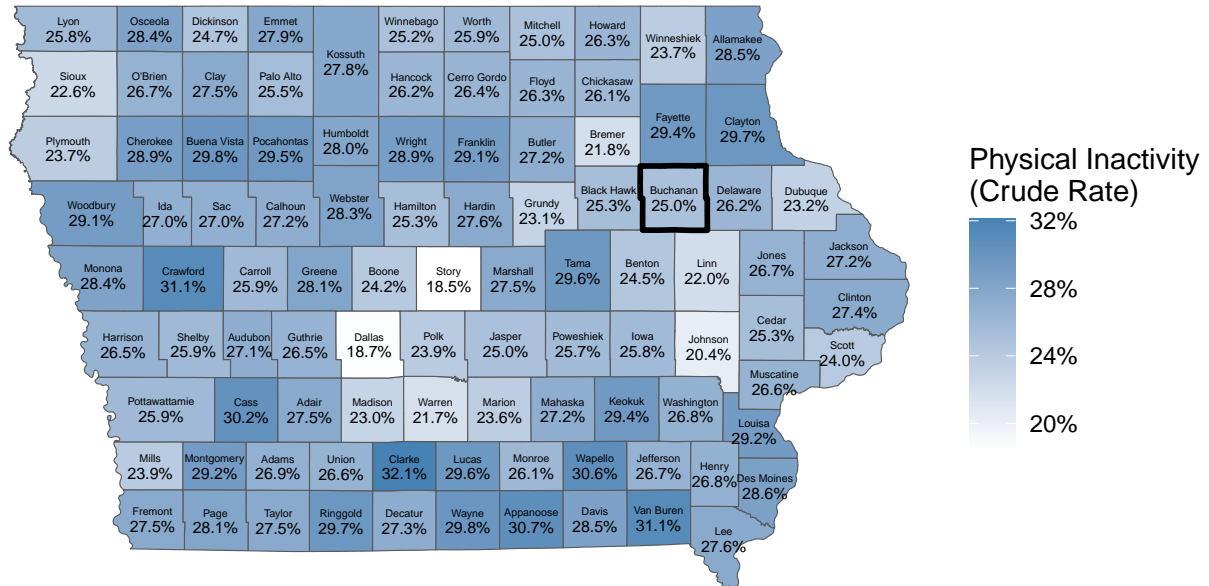 Lyon
25.8%
Osceola
28.4%
Dickinson
24.7%
Emmet
27.9%
Kossuth
27.8%
Winnebago
25.2%
Worth
25.9%
Mitchell
25.0%
Howard
26.3%
Winneshiek
23.7%
Allamakee
28.5%
Sioux
22.6%
O'Brien
26.7%
Clay
27.5%
Palo Alto
25.5%
Hancock
26.2%
Cerro Gordo
26.4%
Floyd
26.3%
Chickasaw
26.1%
Plymouth
23.7%
Cherokee
28.9%
Buena Vista
29.8%
Pocahontas
29.5%
Humboldt
28.0%
Wright
28.9%
Franklin
29.1%
Butler
27.2%
Bremer
21.8%
Fayette
29.4%
Clayton
29.7%
Woodbury
29.1%
Ida
27.0%
Sac
27.0%
Calhoun
27.2%
Webster
28.3%
Hamilton
25.3%
Hardin
27.6%
Grundy
23.1%
Black Hawk
25.3%
Buchanan
25.0%
Delaware
26.2%
Dubuque
23.2%
Monona
28.4%
Crawford
31.1%
Carroll
25.9%
Greene
28.1%
Boone
24.2%
Story
18.5%
Marshall
27.5%
Tama
29.6%
Benton
24.5%
Linn
22.0%
Jones
26.7%
Jackson
27.2%
Clinton
27.4%
Harrison
26.5%
Shelby
25.9%
Audubon
27.1%
Guthrie
26.5%
Dallas
18.7%
Polk
23.9%
Jasper
25.0%
Poweshiek
25.7%
Iowa
25.8%
Johnson
20.4%
Cedar
25.3%
Scott
24.0%
Muscatine
26.6%
Pottawattamie
25.9%
Cass
30.2%
Adair
27.5%
Madison
23.0%
Warren
21.7%
Marion
23.6%
Mahaska
27.2%
Keokuk
29.4%
Washington
26.8%
Louisa
29.2%
Mills
23.9%
Montgomery
29.2%
Adams
26.9%
Union
26.6%
Clarke
32.1%
Lucas
29.6%
Monroe
26.1%
Wapello
30.6%
Jefferson
26.7%
Henry
26.8%
Des Moines
28.6%
Fremont
27.5%
Page
28.1%
Taylor
27.5%
Ringgold
29.7%
Decatur
27.3%
Wayne
29.8%
Appanoose
30.7%
Davis
28.5%
Van Buren
31.1%
Lee
27.6%
Physical Inactivity
(Crude Rate)
32%
28%
24%
20%